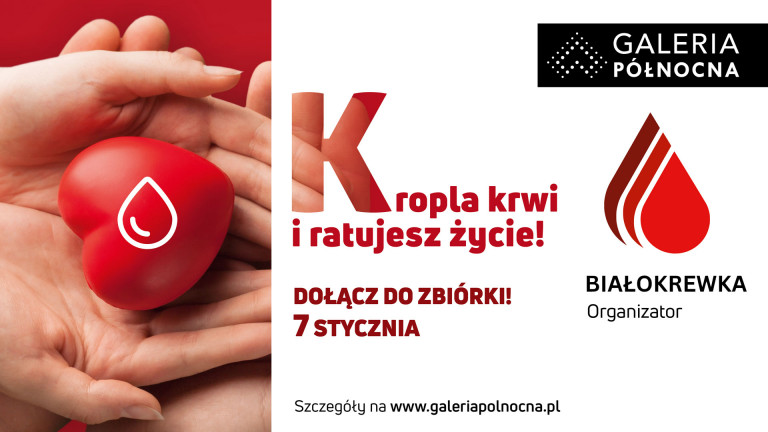 GALERIA
PÓŁNOCNA
Kropla krwi
i ratujesz życie!
DOŁĄCZ DO ZBIÓRKI!
7 STYCZNIA
BIAŁOKREWKA
Organizator
Szczegóły na www.galeriapolnocna.pl